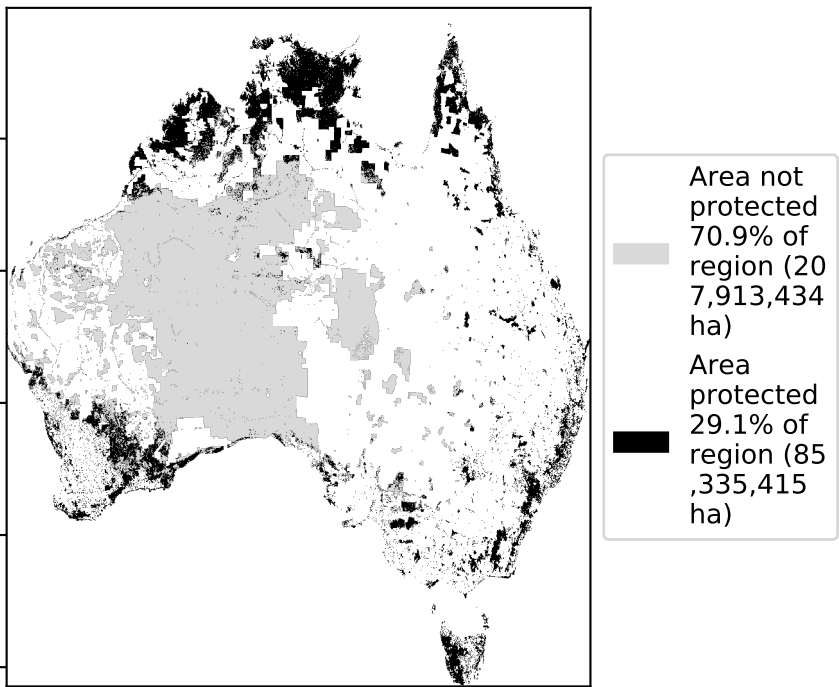 Area not
protected
70.9% of
region (20
7,913,434
ha)
Area
protected
29.1% of
region (85
,335,415
ha)